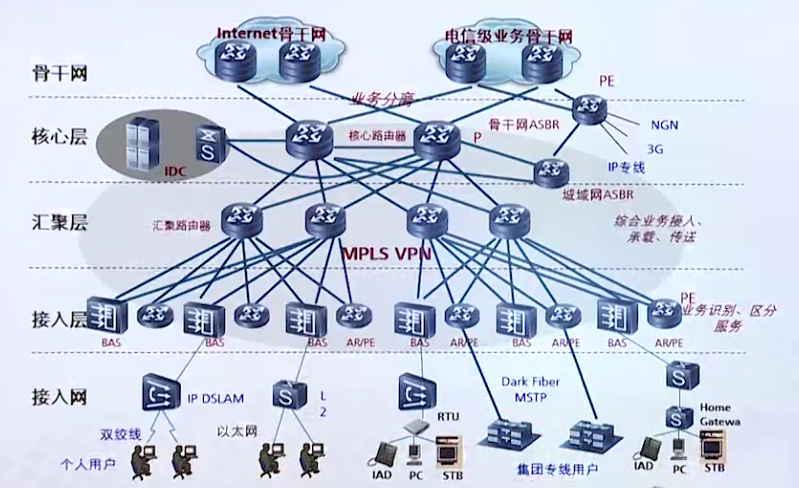 Internet骨干网
电信级业务骨干网
骨干网
业务分离
PE
核心层
IDC
核心路由器
P
骨干网ASBR
NGN
3G
IP专线
城域网ASBR
汇聚层
汇聚路由器
MPLS VPN
综合业务接入、
承载、传送
接入层
BAS
BAS
BAS
AR/PE
BAS
AR/PE
BAS
AR/PE
BAS
AR/PE
PE
业务识别、区分
服务
接入网
IP DSLAM
L
2
RTU
Dark Fiber
MSTP
Home
Gatewa
双绞线
以太网
个人用户
IAD
PC
STB
集团专线用户
IAD
PC
STB